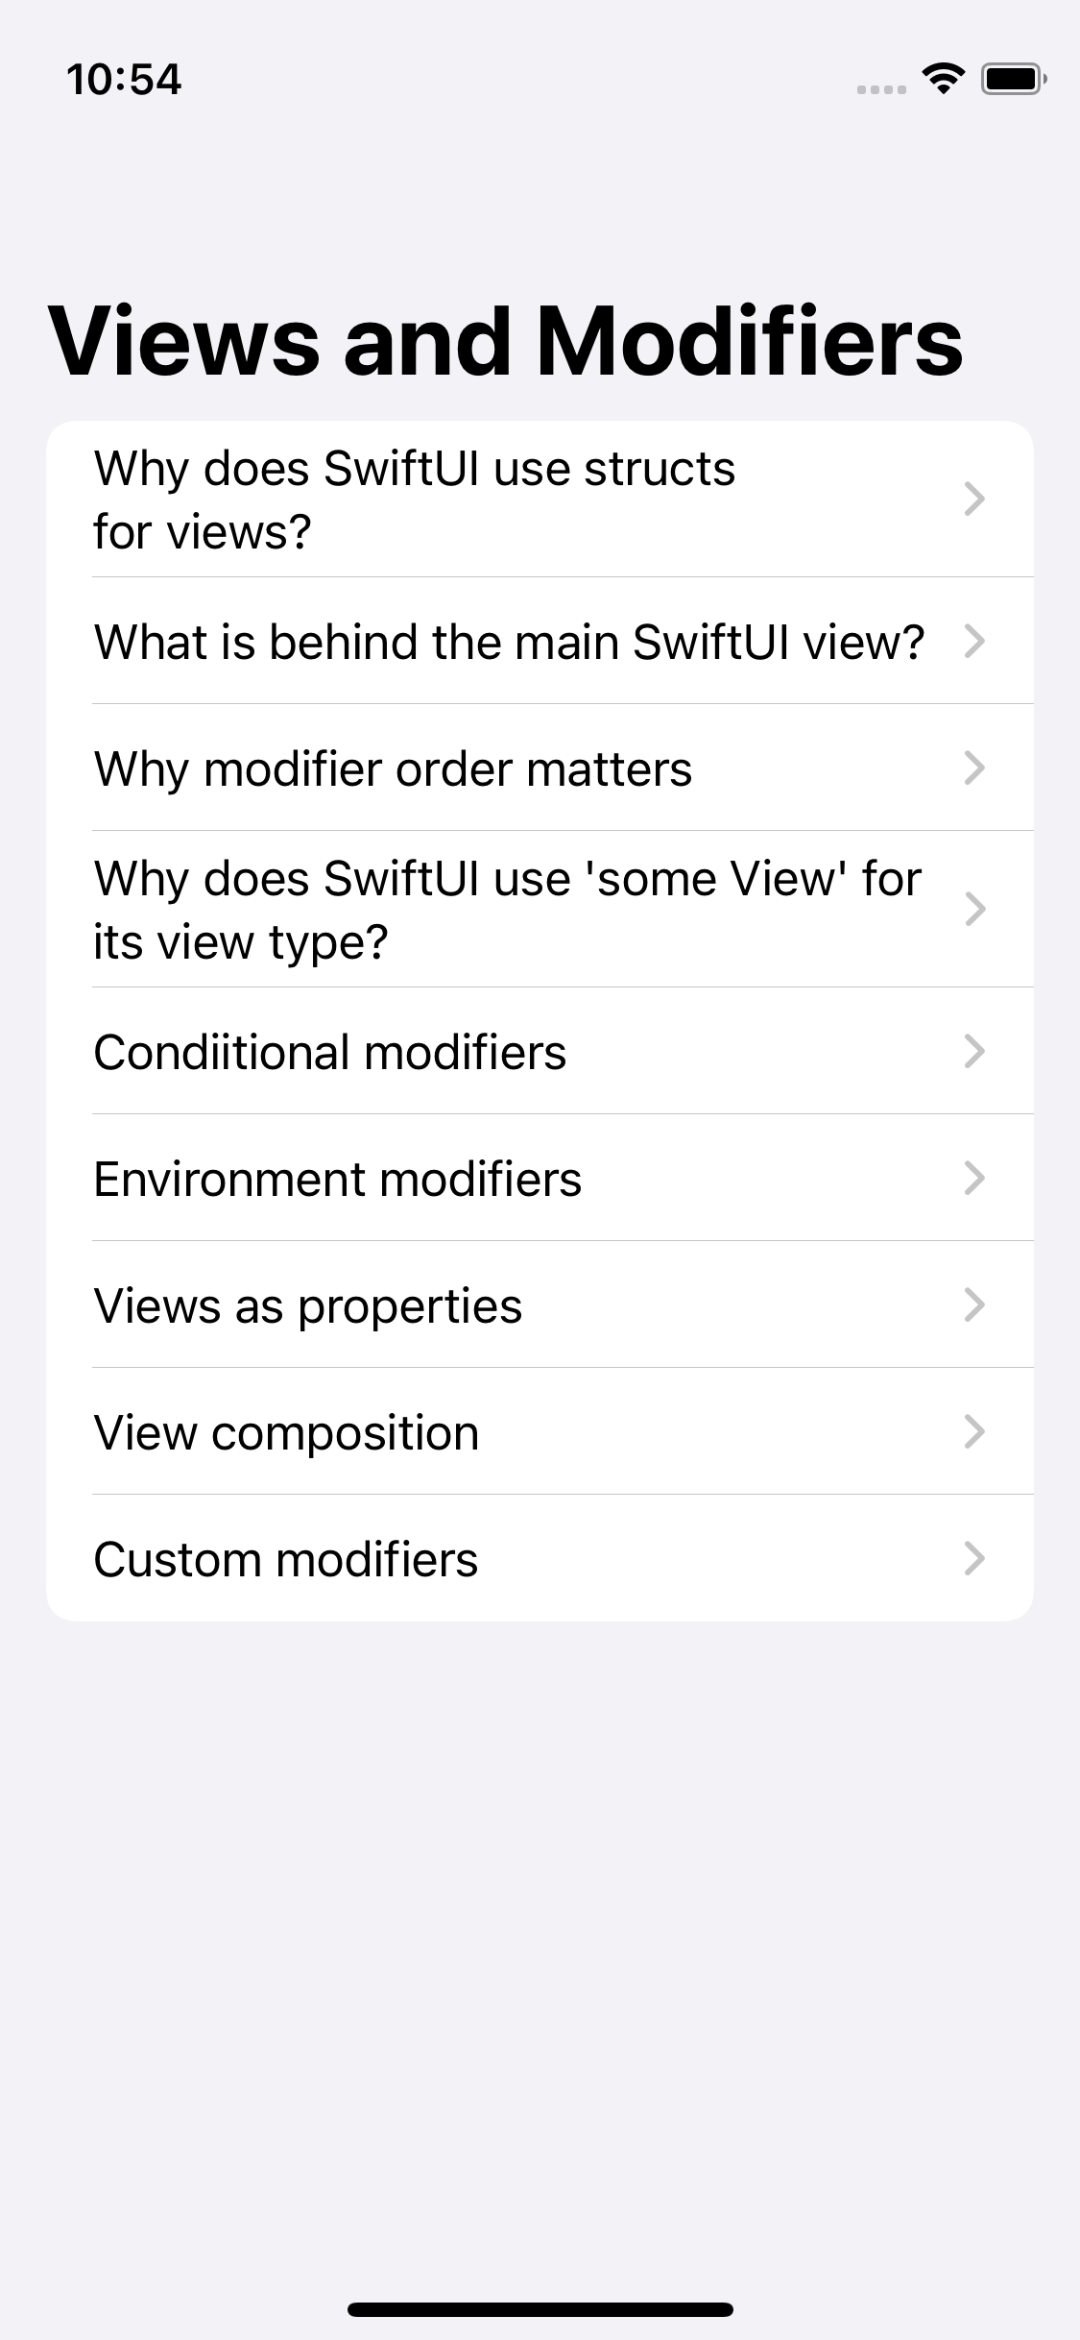 10:54
Views and Modifiers
Why does SwiftUI use structs
for views?
What is behind the main SwiftUI view?
Why modifier order matters
Why does SwiftUI use 'some View' for
its view type?
Condiitional modifiers
Environment modifiers
Views as properties
View composition
Custom modifiers